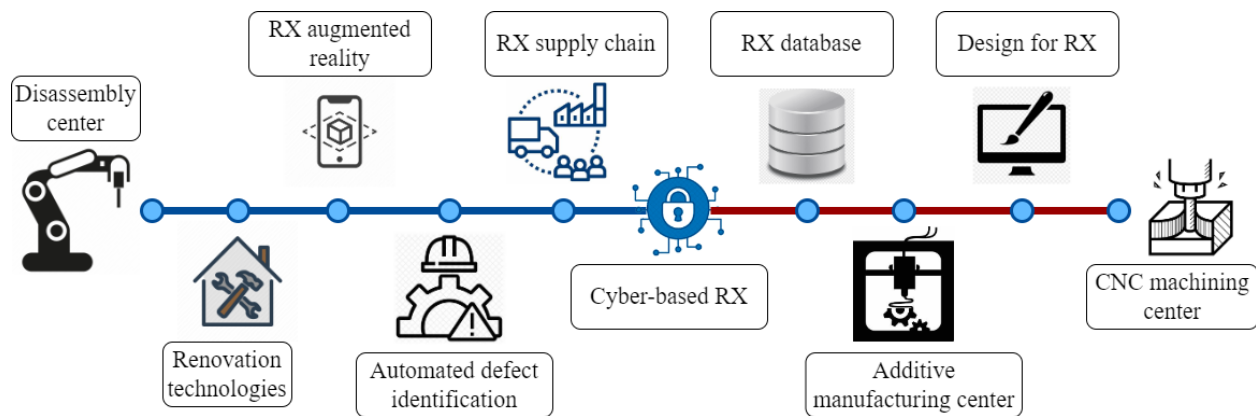 Disassembly
center
Renovation
technologies
RX augmented
reality
Automated defect
identification
RX supply chain
Cyber-based RX
RX database
Additive
manufacturing center
Design for RX
CNC machining
center